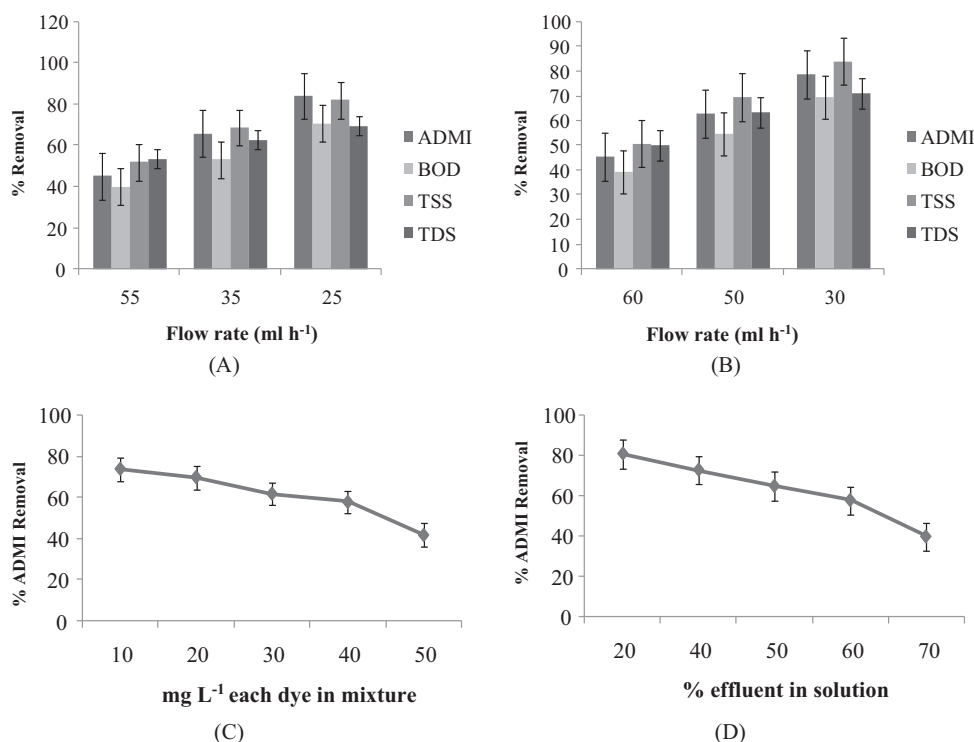 120
100
80
60
40
20
0
% Removal
55 35 25
Flow rate (ml h-1)
ADMI
BOD
TSS
TDS
(A)
100
90
80
70
60
50
40
30
20
10
0
% Removal
60 50 30
Flow rate (ml h-1)
ADMI
BOD
TSS
TDS
(B)
100
80
60
40
20
0
% ADMI Removal
10 20 30 40 50
mg L-1 each dye in mixture
(C)
100
80
60
40
20
0
% ADMI Removal
20 40 50 60 70
% effluent in solution
(D)